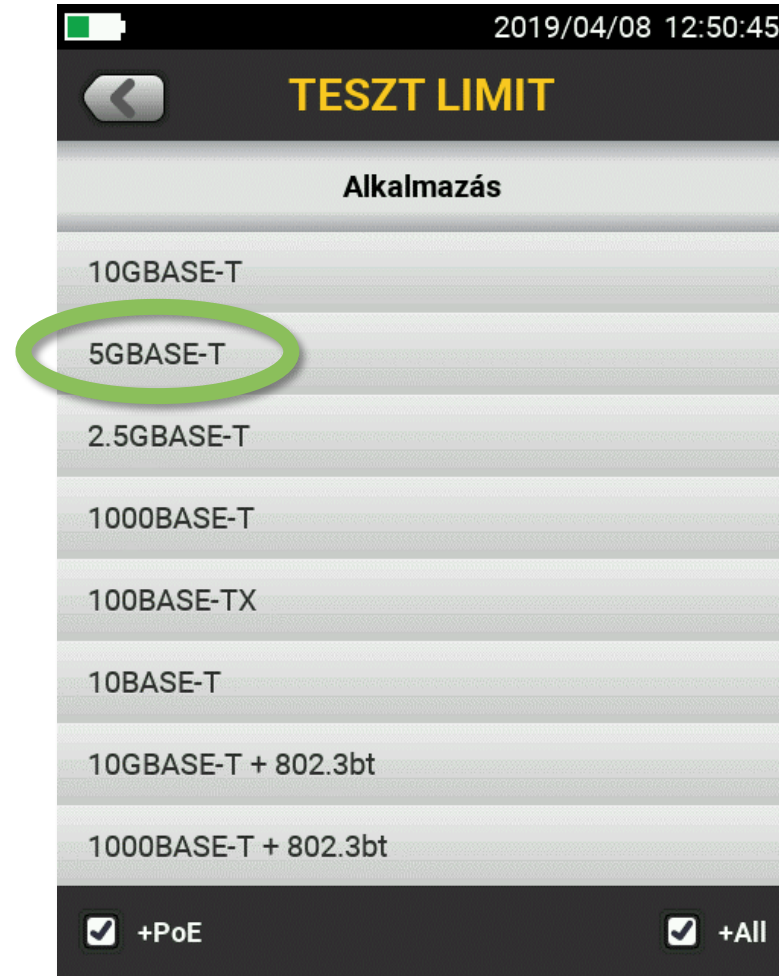 2019/04/08 12:50:45
TESZT LIMIT
Alkalmazás
10GBASE-T
5GBASE-T
2.5GBASE-T
1000BASE-T
100BASE-TX
10BASE-T
10GBASE-T + 802.3bt
1000BASE-T + 802.3bt
+PoE +All